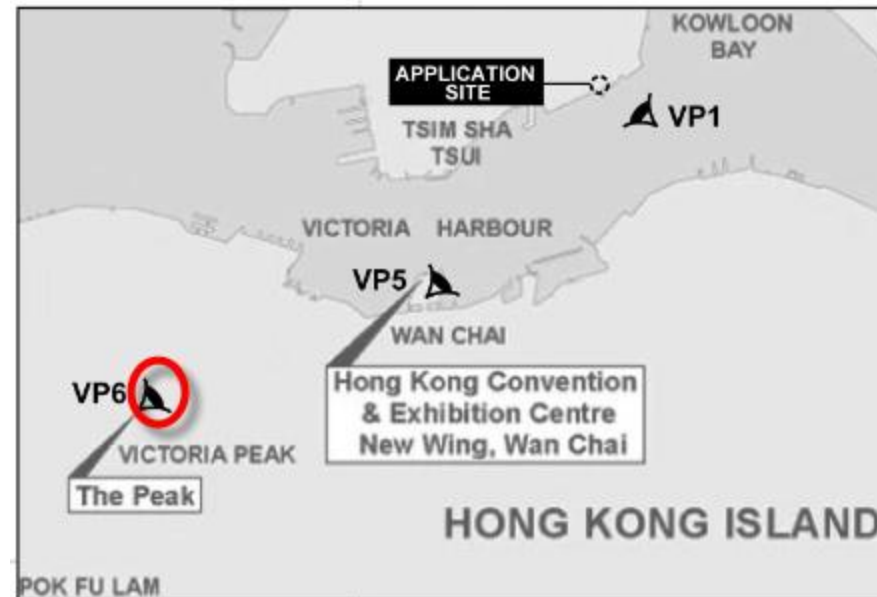 KOWLOON
BAY
APPLICATION
SITE
VP1
TSIM SHA
TSUI
VICTORIA HARBOUR
VP5
WAN CHAI
Hong Kong Convention
& Exhibition Centre
New Wing, Wan Chai
VP6
VICTORIA PEAK
The Peak
HONG KONG ISLAND
POK FU LAM